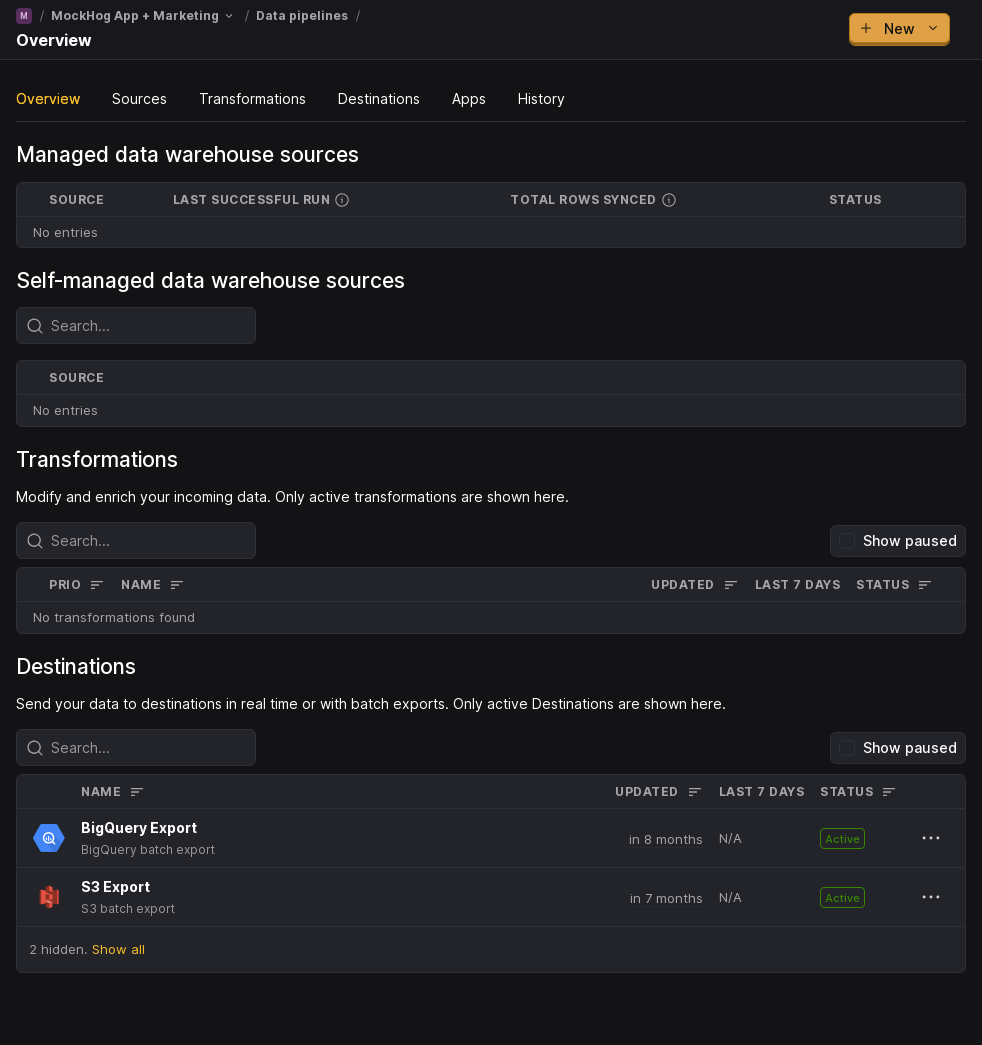 M / MockHog App + Marketing / Data pipelines /
Overview
New
Overview Sources Transformations Destinations Apps History
Managed data warehouse sources
SOURCE LAST SUCCESSFUL RUN TOTAL ROWS SYNCED STATUS
No entries
Self-managed data warehouse sources
Search...
SOURCE
No entries
Transformations
Modify and enrich your incoming data. Only active transformations are shown here.
Search... Show paused
PRIO NAME UPDATED LAST 7 DAYS STATUS
No transformations found
Destinations
Send your data to destinations in real time or with batch exports. Only active Destinations are shown here.
Search... Show paused
NAME UPDATED LAST 7 DAYS STATUS
BigQuery Export
BigQuery batch export
in 8 months N/A Active
S3 Export
S3 batch export
in 7 months N/A Active
2 hidden. Show all